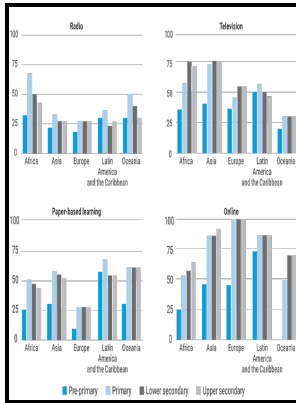 Radio
100
75
50
25
0
Africa Asia Europe Latin Oceania
America
and the Caribbean
Television
100
75
50
25
0
Africa Asia Europe Latin Oceania
America
and the Caribbean
Paper-based learning
100
75
50
25
0
Africa Asia Europe Latin Oceania
America
and the Caribbean
Online
100
75
50
25
0
Africa Asia Europe Latin Oceania
America
and the Caribbean
Pre-primary Primary Lower secondary Upper secondary